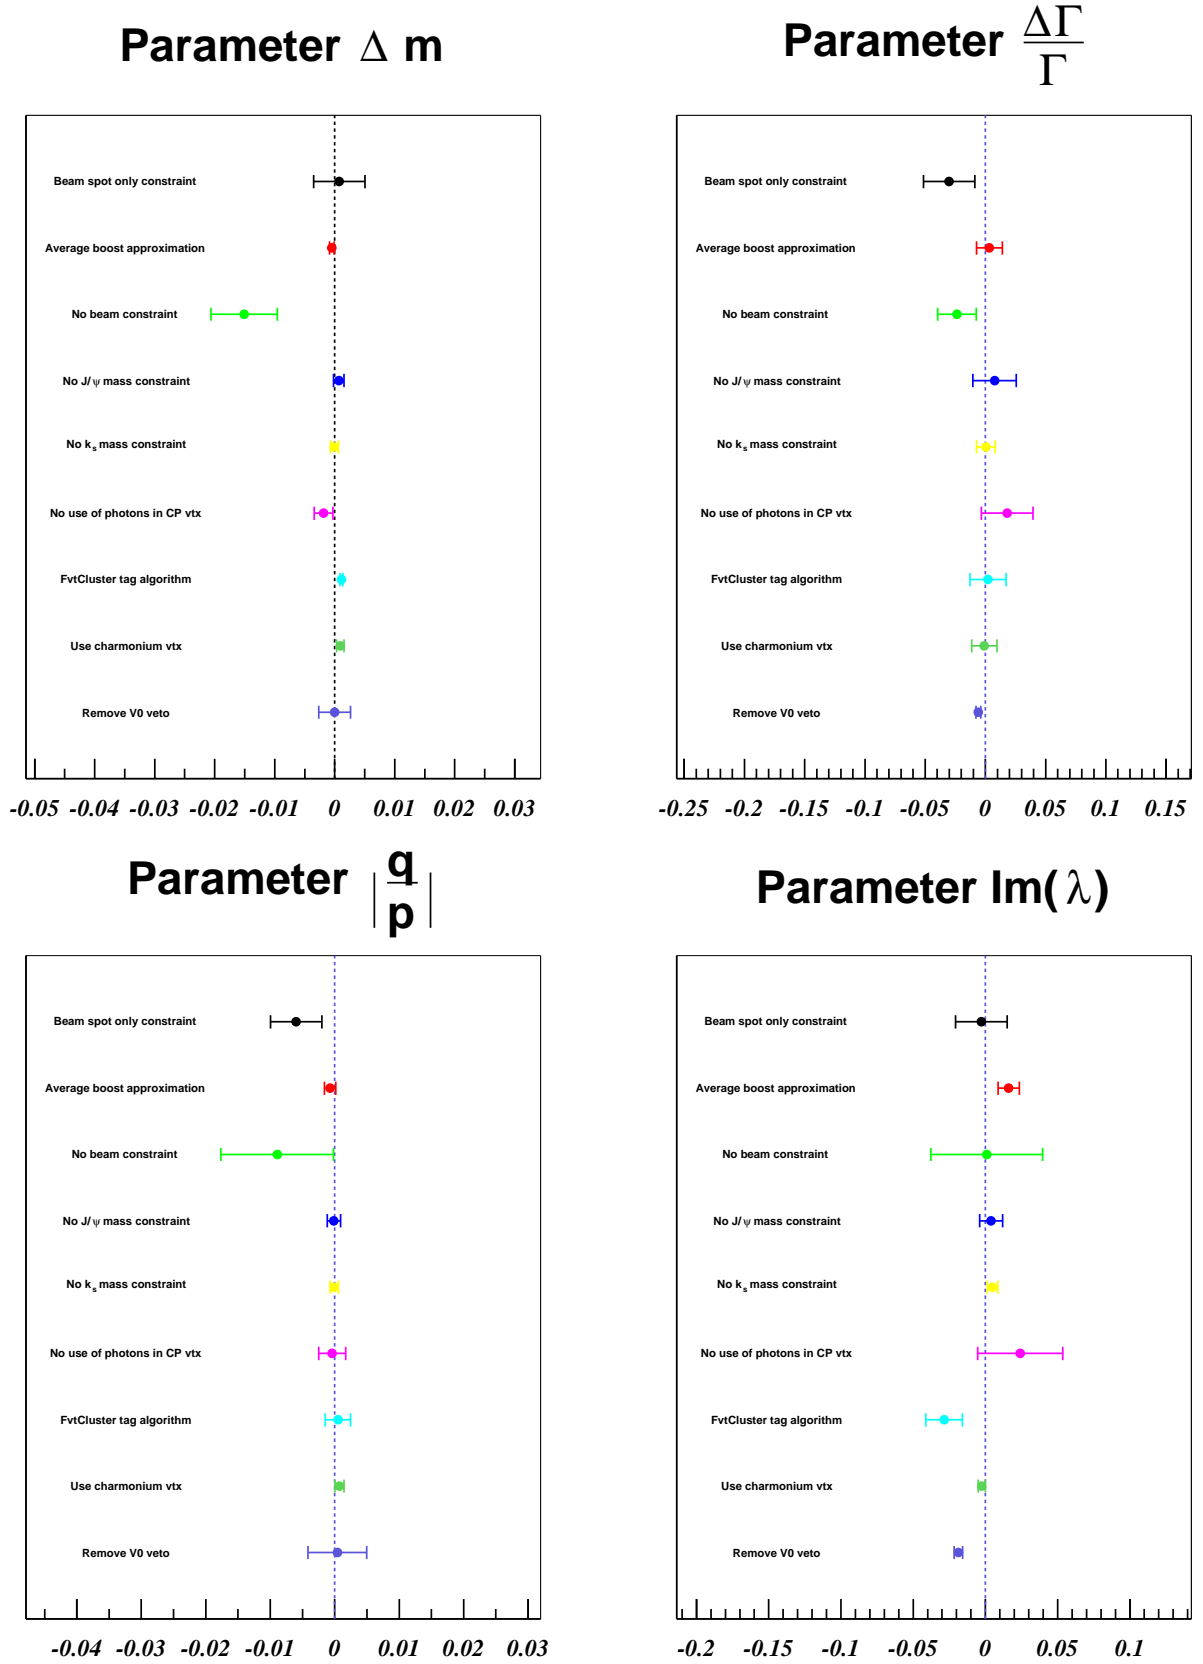 Parameter Δ m
Beam spot only constraint
Average boost approximation
No beam constraint
No J/ψ mass constraint
No ks mass constraint
No use of photons in CP vtx
FvtCluster tag algorithm
Use charmonium vtx
Remove V0 veto
-0.05 -0.04 -0.03 -0.02 -0.01 0 0.01 0.02 0.03
Parameter ΔΓ/Γ
Beam spot only constraint
Average boost approximation
No beam constraint
No J/ψ mass constraint
No ks mass constraint
No use of photons in CP vtx
FvtCluster tag algorithm
Use charmonium vtx
Remove V0 veto
-0.25 -0.2 -0.15 -0.1 -0.05 0 0.05 0.1 0.15
Parameter |q/p|
Beam spot only constraint
Average boost approximation
No beam constraint
No J/ψ mass constraint
No ks mass constraint
No use of photons in CP vtx
FvtCluster tag algorithm
Use charmonium vtx
Remove V0 veto
-0.04 -0.03 -0.02 -0.01 0 0.01 0.02 0.03
Parameter Im(λ)
Beam spot only constraint
Average boost approximation
No beam constraint
No J/ψ mass constraint
No ks mass constraint
No use of photons in CP vtx
FvtCluster tag algorithm
Use charmonium vtx
Remove V0 veto
-0.2 -0.15 -0.1 -0.05 0 0.05 0.1